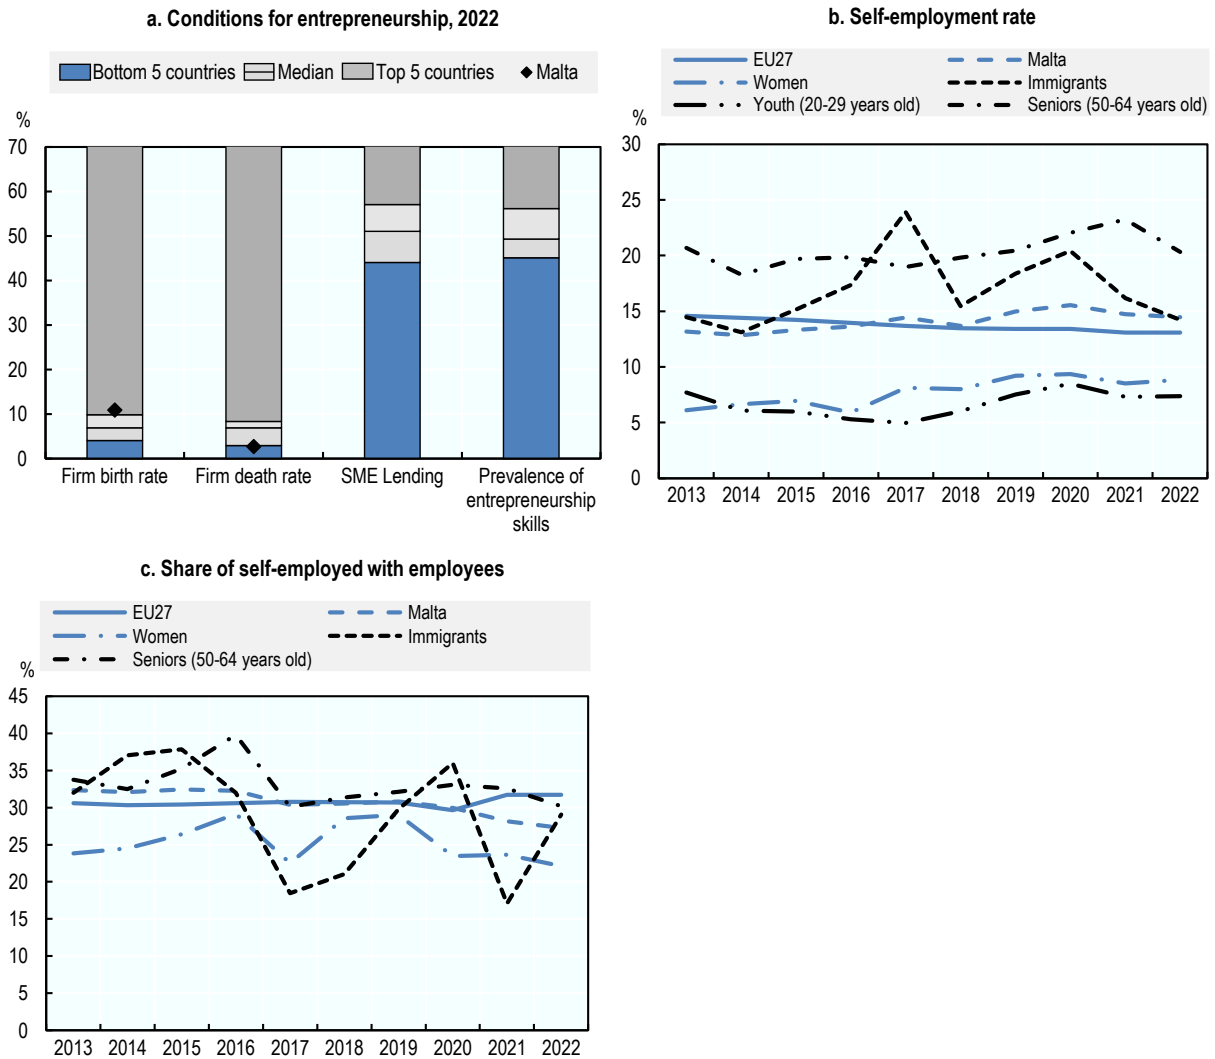 a. Conditions for entrepreneurship, 2022
Bottom 5 countries
Median
Top 5 countries
Malta
%
70
60
50
40
30
20
10
0
Firm birth rate
Firm death rate
SME Lending
Prevalence of
entrepreneurship
skills
b. Self-employment rate
EU27
Malta
Women
Immigrants
Youth (20-29 years old)
Seniors (50-64 years old)
%
30
25
20
15
10
5
0
2013 2014 2015 2016 2017 2018 2019 2020 2021 2022
c. Share of self-employed with employees
EU27
Malta
Women
Immigrants
Seniors (50-64 years old)
%
45
40
35
30
25
20
15
10
5
0
2013 2014 2015 2016 2017 2018 2019 2020 2021 2022